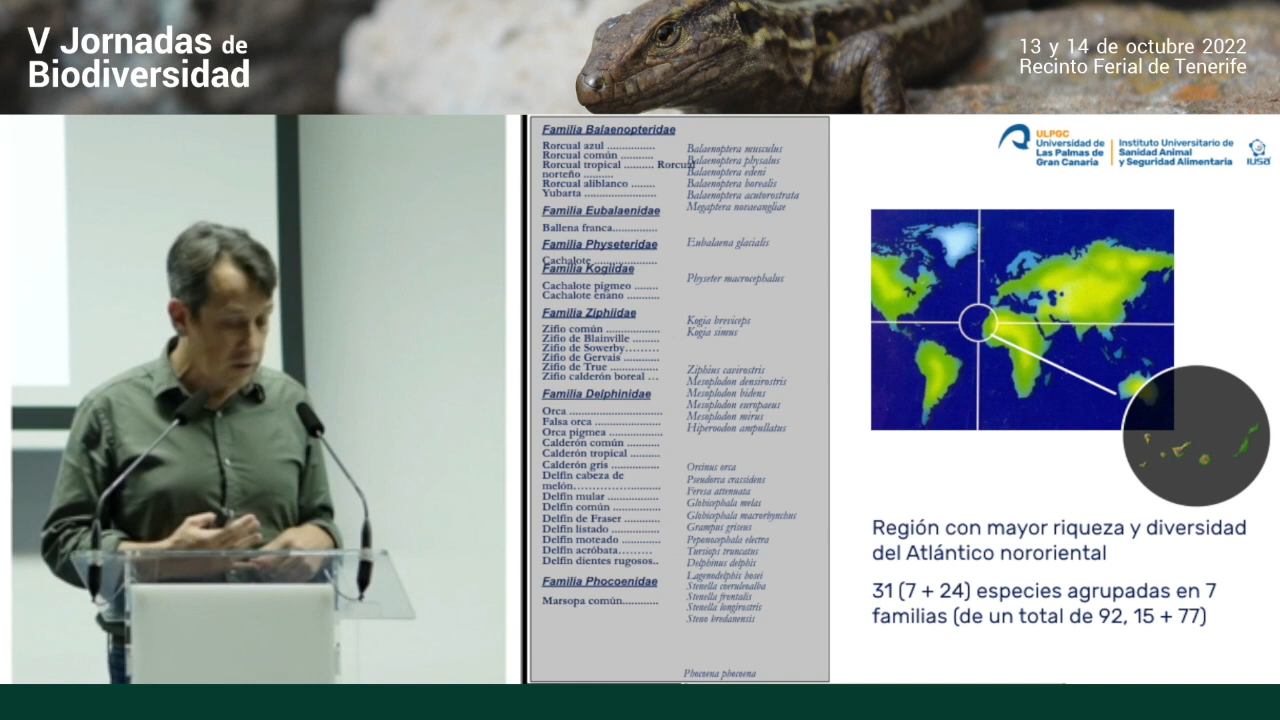 V Jornadas de
Biodiversidad
13 y 14 de octubre 2022
Recinto Ferial de Tenerife
Familia Balaenopteridae
Rorcual azul ................
Rorcual común ...........
Rorcual tropical .......... Rorcual
norteño ..........
Rorcual aliblanco ........
Yubarta ........................
Familia Eubalaenidae
Ballena franca...............
Familia Physeteridae
Cachalote .....................
Familia Kogiidae
Cachalote pigmeo ........
Cachalote enano ...........
Familia Ziphiidae
Zifio común ..................
Zifio de Blainville .........
Zifio de Sowerby.........
Zifio de Gervais ............
Zifio de True ................
Zifio calderón boreal ...
Familia Delphinidae
Orca ...............................
Falsa orca .....................
Orca pigmea ..................
Calderón común ...........
Calderón tropical ..........
Calderón gris ................
Delfín cabeza de
melón..............................
Delfín mular .................
Delfín común ................
Delfín de Fraser ............
Delfín listado ................
Delfín moteado .............
Delfín acróbata.........
Delfín dientes rugosos..
Familia Phocoenidae
Marsopa común............
Balaenoptera musculus
Balaenoptera physalus
Balaenoptera edeni
Balaenoptera borealis
Balaenoptera acutorostrata
Megaptera novaeangliae
Eubalaena glacialis
Physeter macrocephalus
Kogia breviceps
Kogia simus
Ziphius cavirostris
Mesoplodon densirostris
Mesoplodon bidens
Mesoplodon europaeus
Mesoplodon mirus
Hiperoodon ampullatus
Orcinus orca
Pseudorca crassidens
Feresa attenuata
Globicephala melas
Globicephala macrorhynchus
Grampus griseus
Peponocephala electra
Tursiops truncatus
Delphinus delphis
Lagenodelphis hosei
Stenella coeruleoalba
Stenella frontalis
Stenella longirostris
Steno bredanensis
Phocoena phocoena
ULPGC
Universidad de
Las Palmas de
Gran Canaria
Instituto Universitario de
Sanidad Animal
y Seguridad Alimentaria
IUSA
Región con mayor riqueza y diversidad
del Atlántico nororiental
31 (7 + 24) especies agrupadas en 7
familias (de un total de 92, 15 + 77)